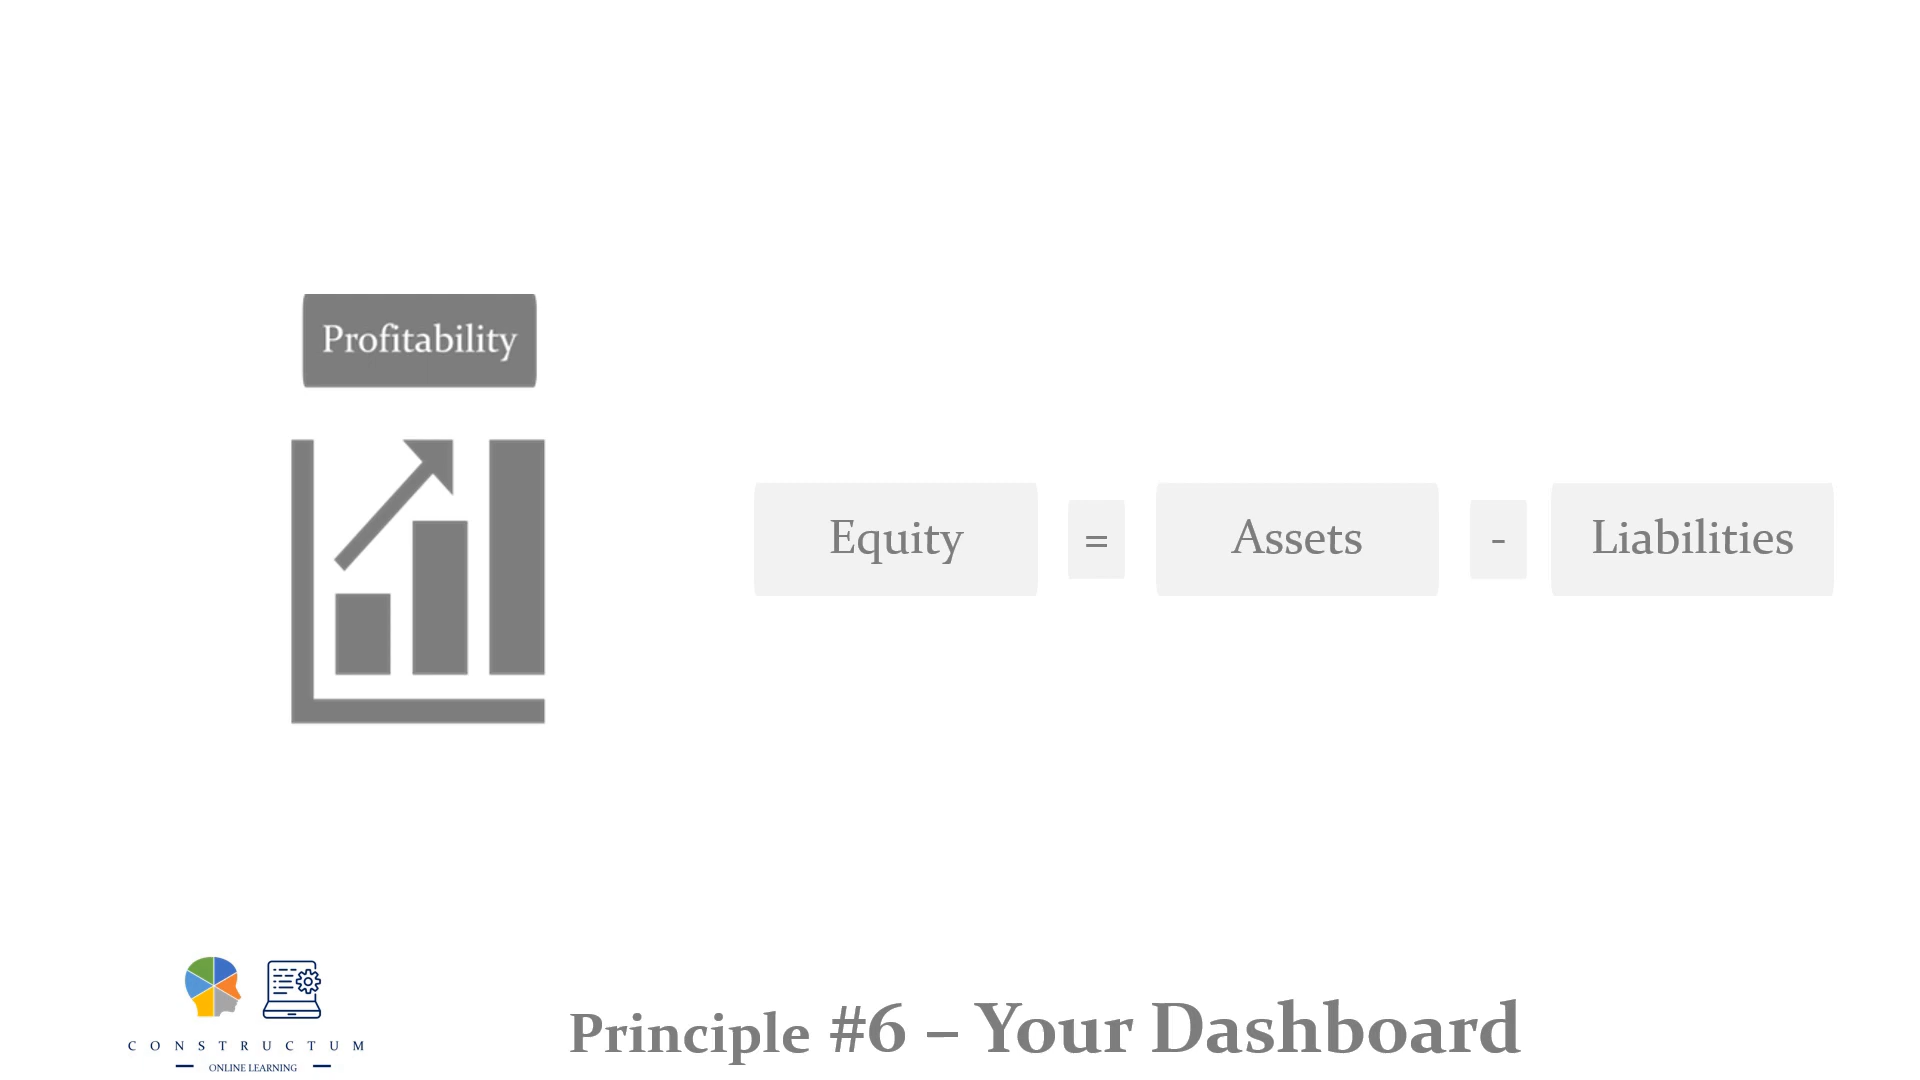 Profitability
Equity = Assets - Liabilities
Principle #6 – Your Dashboard
CONSTRUCTUM
ONLINE LEARNING